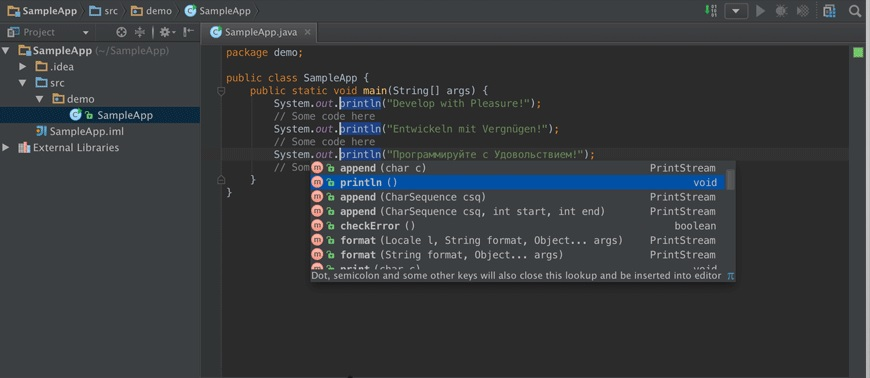 SampleApp src demo SampleApp
Project
SampleApp.java
SampleApp (~/SampleApp)
.idea
src
demo
SampleApp
SampleApp.iml
External Libraries
package demo;
public class SampleApp {
public static void main(String[] args) {
System.out.println("Develop with Pleasure!");
// Some code here
System.out.println("Entwickeln mit Vergnügen!");
// Some code here
System.out.println("Программируйте с Удовольствием!");
// Som
}
}
append (char c) PrintStream
println () void
append (CharSequence csq) PrintStream
append (CharSequence csq, int start, int end) PrintStream
checkError () boolean
format (Locale l, String format, Object... args) PrintStream
format (String format, Object... args) PrintStream
print (char c) void
Dot, semicolon and some other keys will also close this lookup and be inserted into editor π